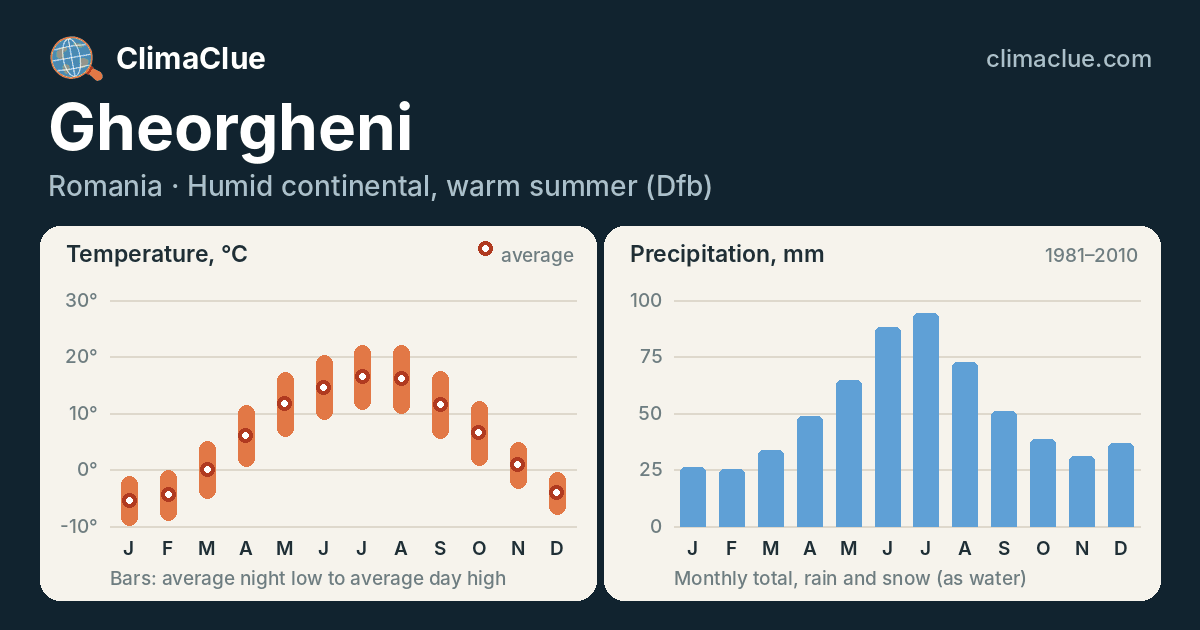 ClimaClue
climaclue.com
Gheorgheni
Romania · Humid continental, warm summer (Dfb)
Temperature, °C
average
30°
20°
10°
0°
-10°
J F M A M J J A S O N D
Bars: average night low to average day high
Precipitation, mm
1981–2010
100
75
50
25
0
J F M A M J J A S O N D
Monthly total, rain and snow (as water)